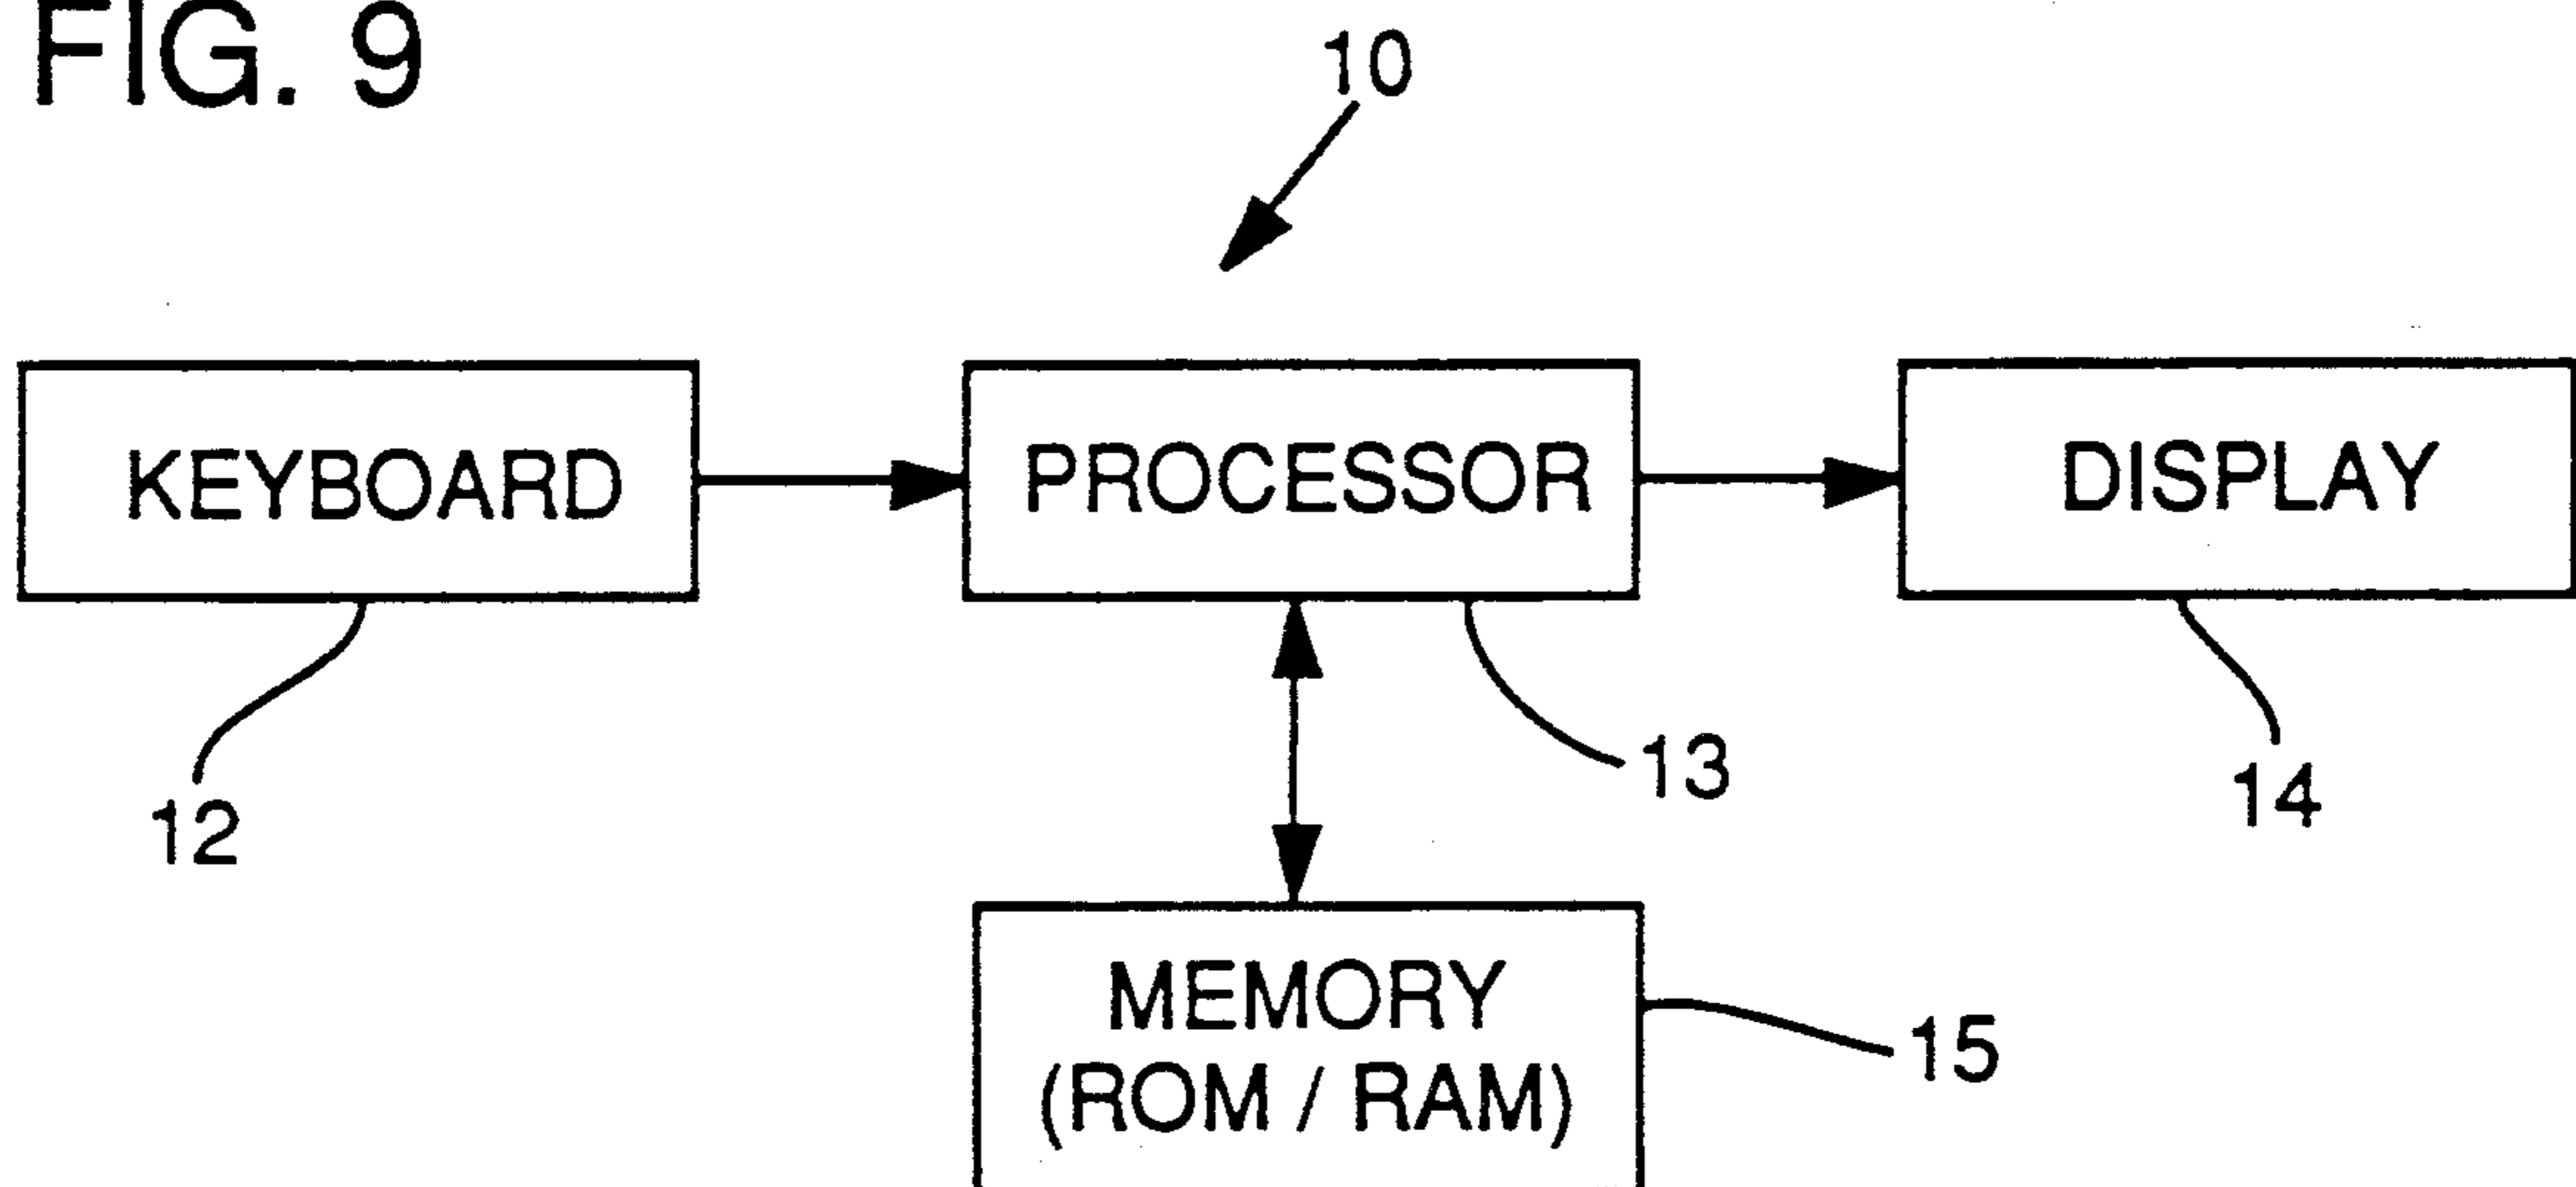 FIG. 9
10
KEYBOARD
PROCESSOR
DISPLAY
12
13
14
MEMORY
(ROM / RAM)
15